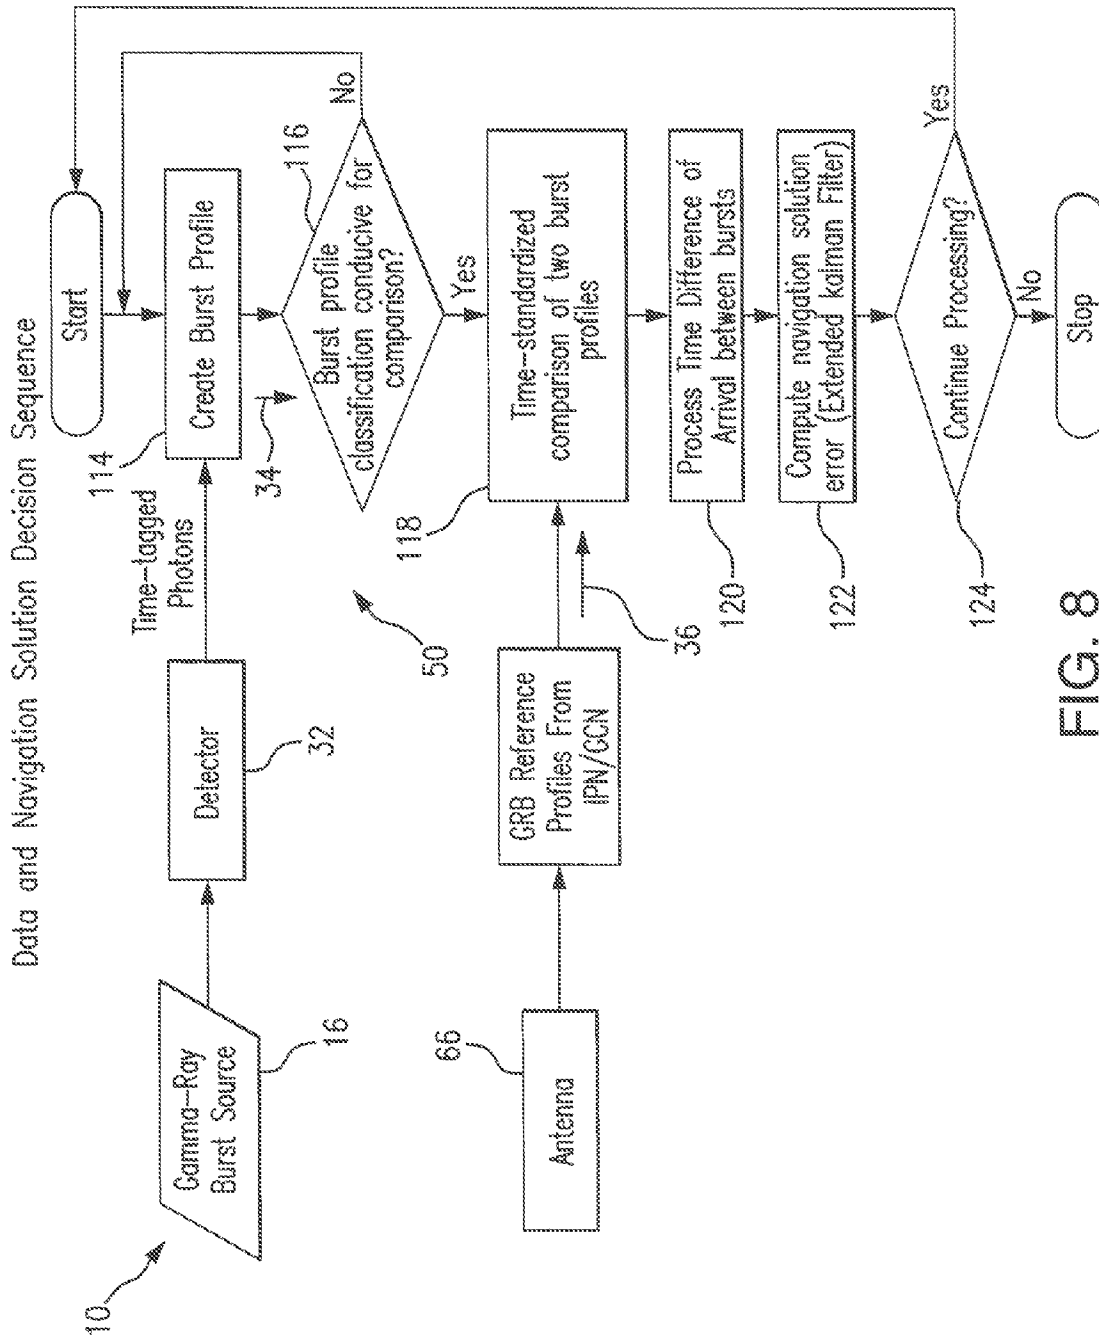 Data and Navigation Solution Decision Sequence
10
Gamma-Ray
Burst Source
16
Detector
32
Time-tagged
Photons
Start
114
Create Burst Profile
34
116
Burst profile
classification conducive for
comparison?
No
Yes
50
66
Antenna
GRB Reference
Profiles From
IPN/GCN
36
118
Time-standardized
comparison of two burst
profiles
120
Process Time Difference of
Arrival between bursts
122
Compute navigation solution
error (Extended kalman Filter)
124
Continue Processing?
Yes
No
Stop
FIG. 8